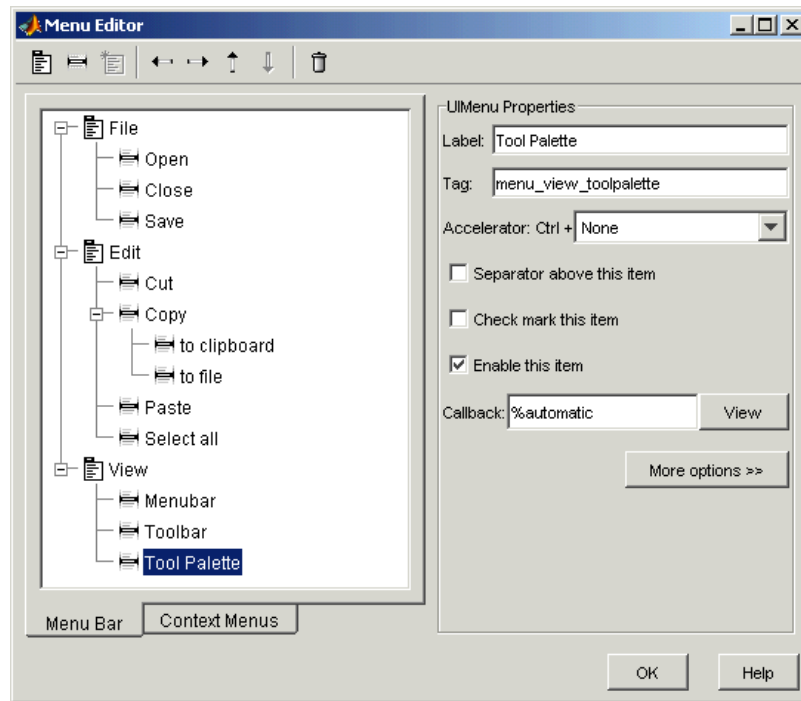 Menu Editor
File
Open
Close
Save
Edit
Cut
Copy
to clipboard
to file
Paste
Select all
View
Menubar
Toolbar
Tool Palette
Menu Bar
Context Menus
UIMenu Properties
Label: Tool Palette
Tag: menu_view_toolpalette
Accelerator: Ctrl + None
Separator above this item
Check mark this item
Enable this item
Callback: %automatic View
More options >>
OK Help